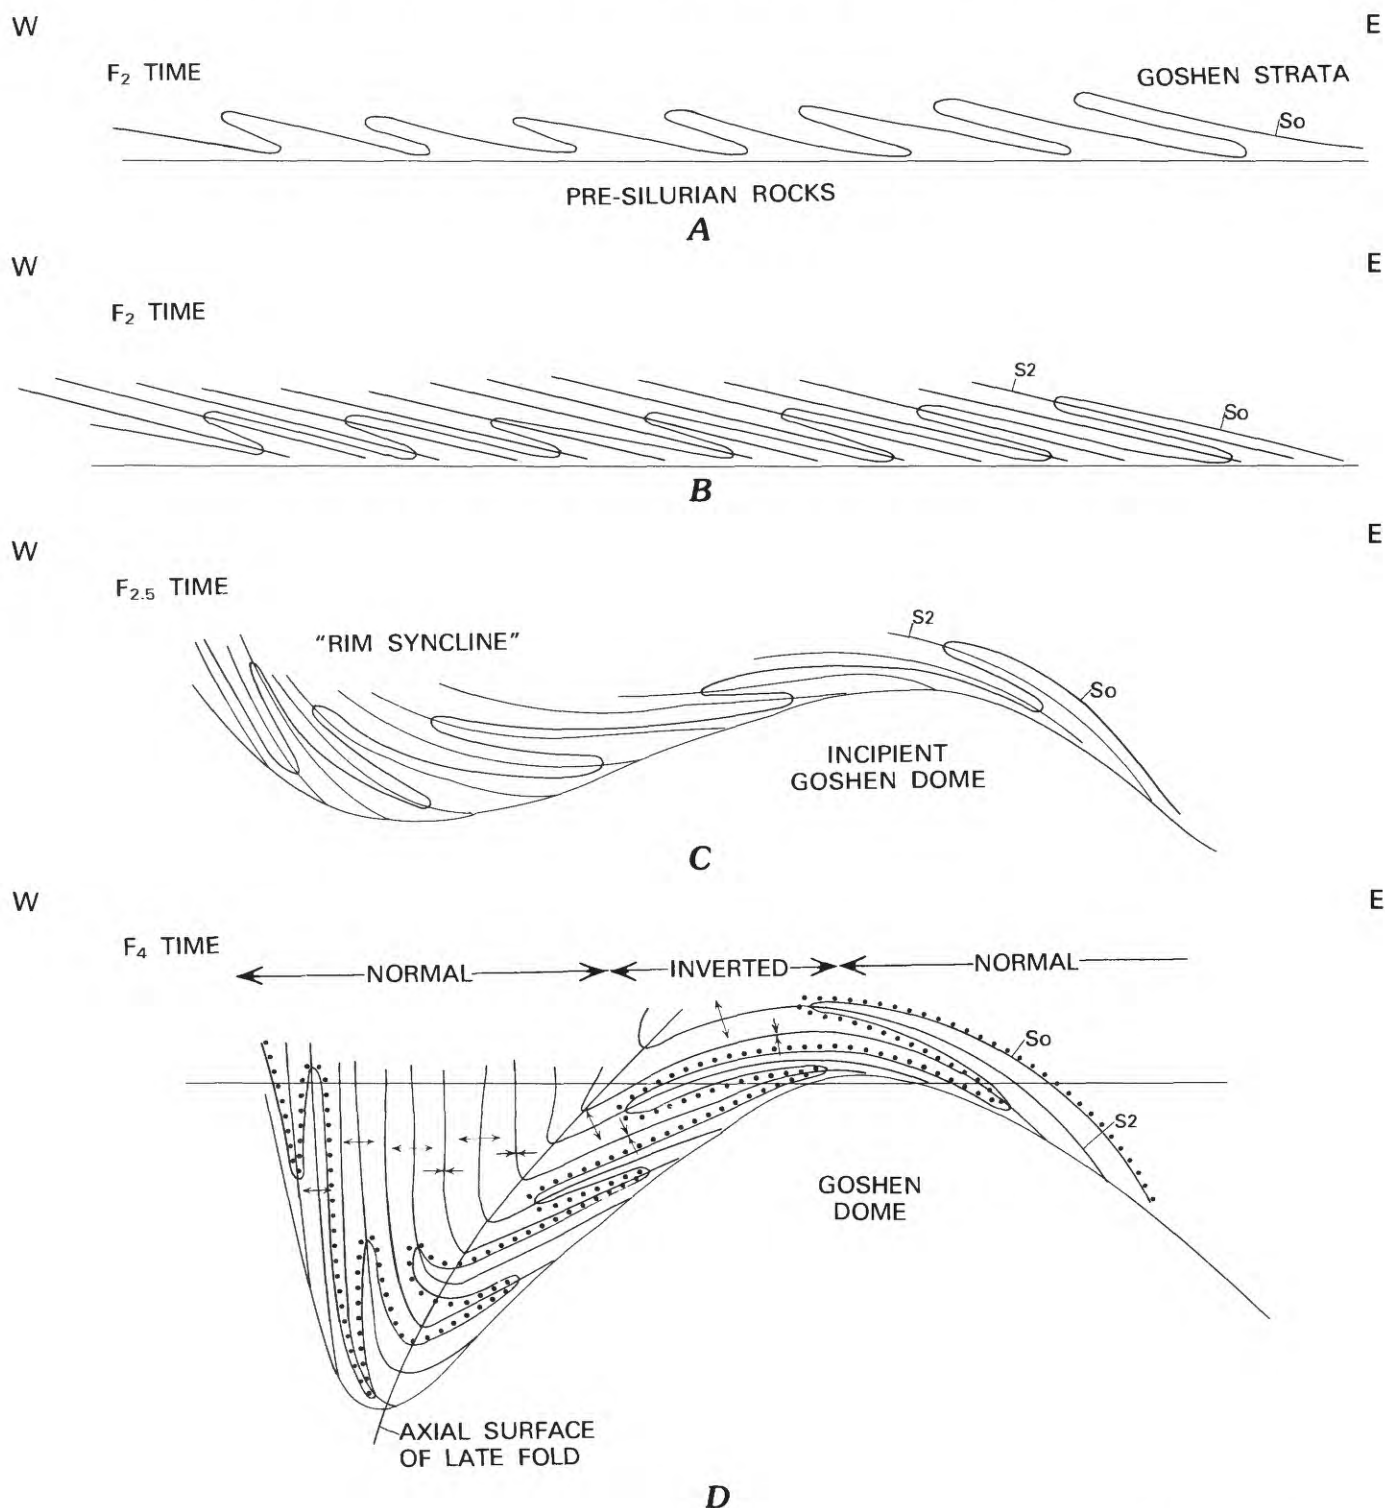 W E
F2 TIME GOSHEN STRATA
So
PRE-SILURIAN ROCKS
A
W E
F2 TIME
S2
So
B
W E
F2.5 TIME
"RIM SYNCLINE"
S2
So
INCIPIENT
GOSHEN DOME
C
W E
F4 TIME
NORMAL INVERTED NORMAL
So
S2
GOSHEN
DOME
AXIAL SURFACE
OF LATE FOLD
D